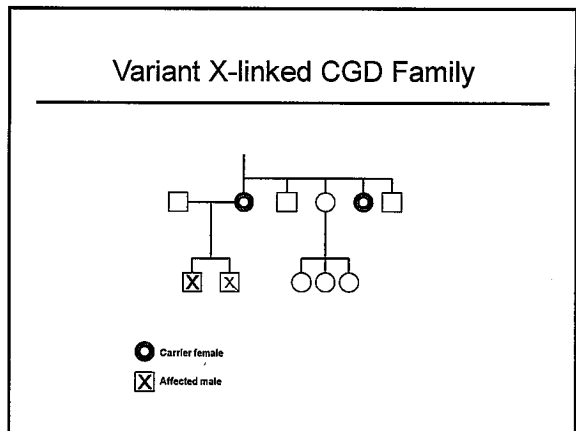 Variant X-linked CGD Family
X X
Carrier female
X Affected male